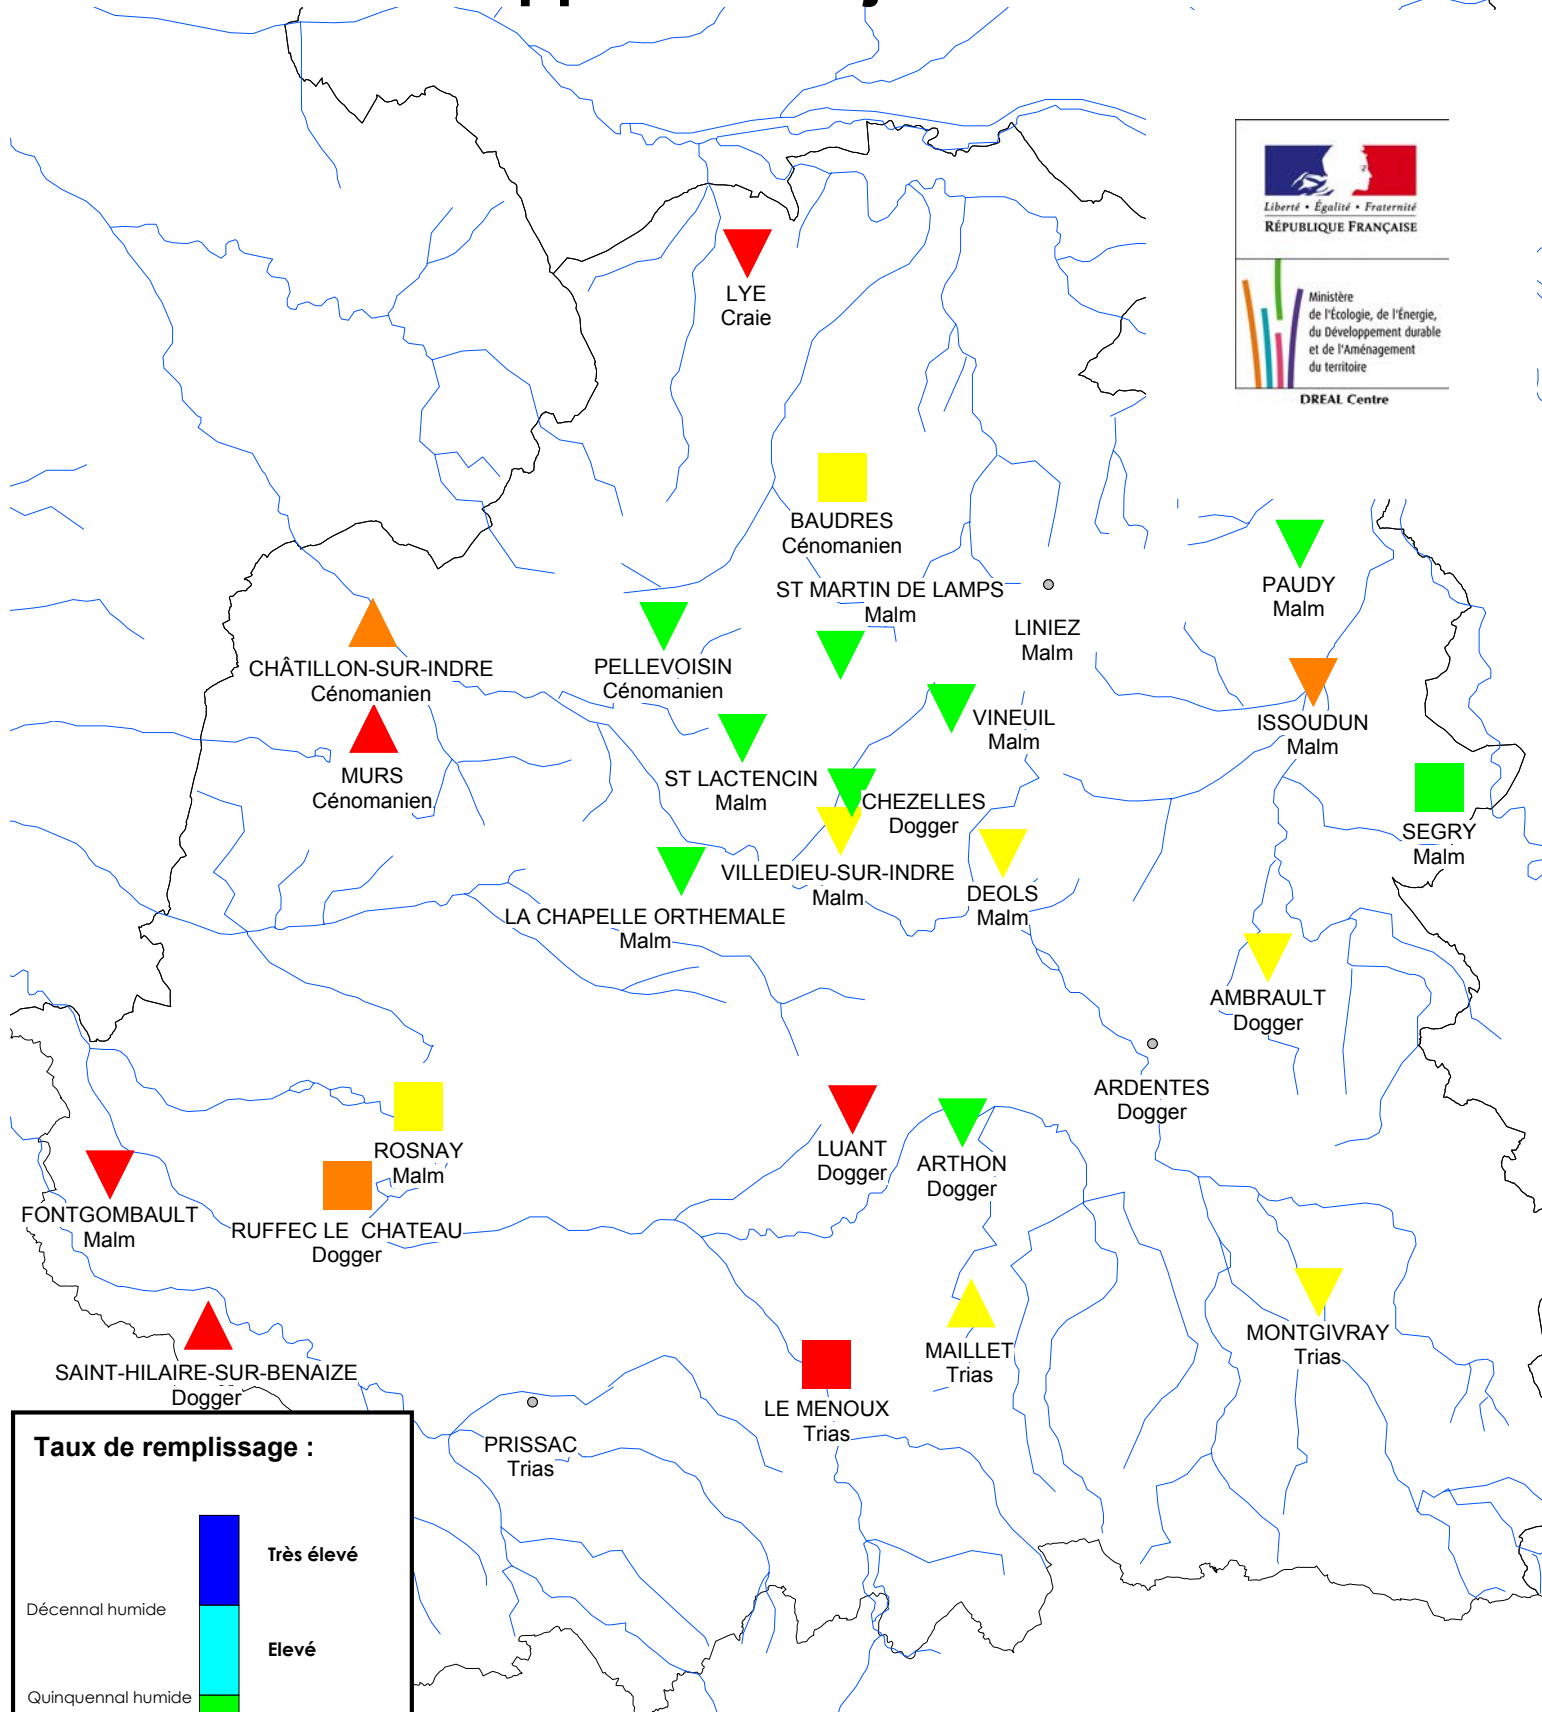 Liberté • Égalité • Fraternité
RÉPUBLIQUE FRANÇAISE
Ministère
de l'Écologie, de l'Énergie,
du Développement durable
et de l'Aménagement
du territoire
DREAL Centre
LYE
Craie
BAUDRES
Cénomanien
ST MARTIN DE LAMPS
Malm
LINIEZ
Malm
PAUDY
Malm
CHÂTILLON-SUR-INDRE
Cénomanien
PELLEVOISIN
Cénomanien
VINEUIL
Malm
ISSOUDUN
Malm
MURS
Cénomanien
ST LACTENCIN
Malm
CHEZELLES
Dogger
SEGRY
Malm
VILLEDIEU-SUR-INDRE
Malm
DEOLS
Malm
LA CHAPELLE ORTHEMALE
Malm
AMBRAULT
Dogger
ARDENTES
Dogger
ROSNAY
Malm
LUANT
Dogger
ARTHON
Dogger
FONTGOMBAULT
Malm
RUFFEC LE  CHATEAU
Dogger
MONTGIVRAY
Trias
MAILLET
Trias
SAINT-HILAIRE-SUR-BENAIZE
Dogger
LE MENOUX
Trias
PRISSAC
Trias
Taux de remplissage :
Très élevé
Décennal humide
Elevé
Quinquennal humide